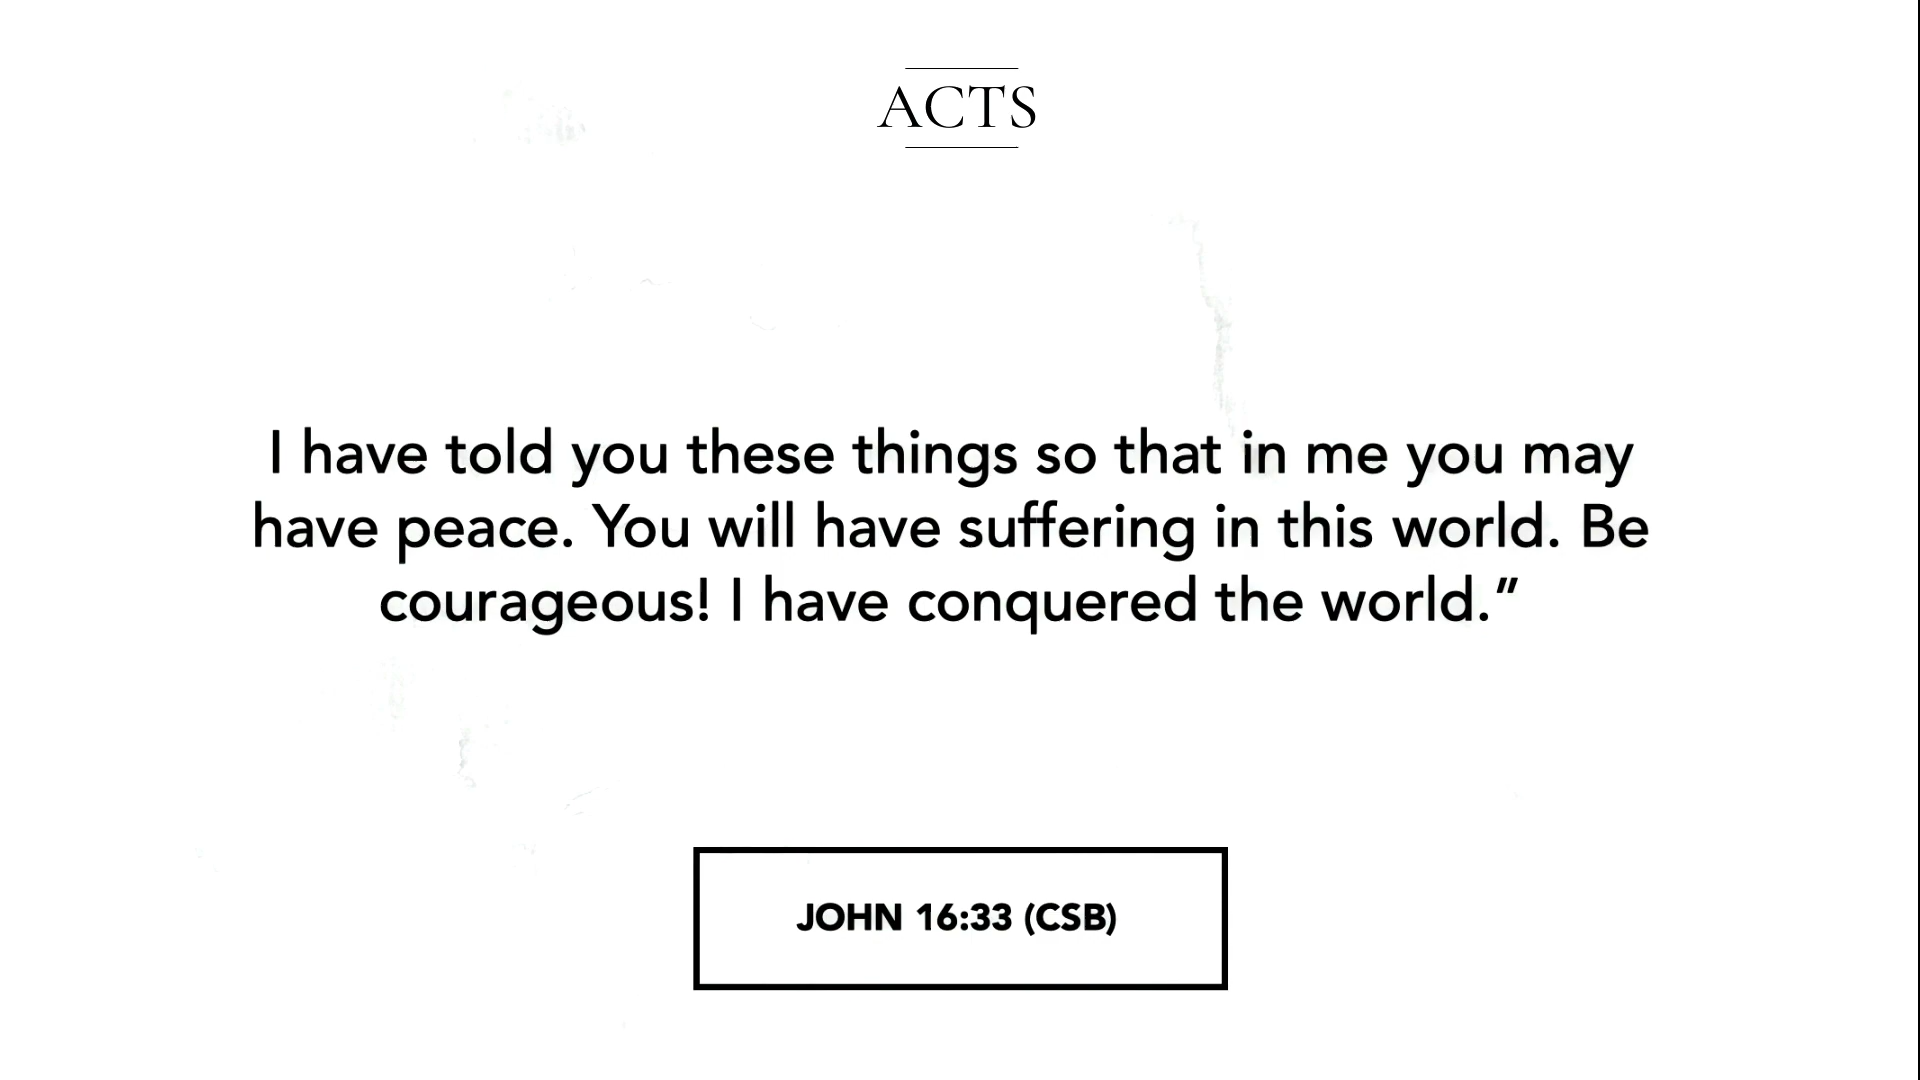 ACTS
I have told you these things so that in me you may
have peace. You will have suffering in this world. Be
courageous! I have conquered the world.”
JOHN 16:33 (CSB)